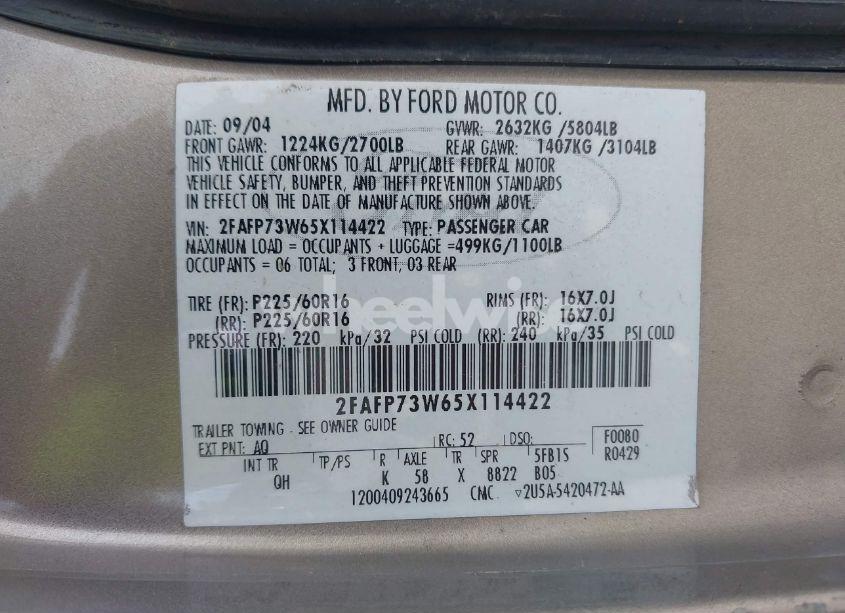 MFD. BY FORD MOTOR CO.
DATE: 09/04 GVWR: 2632KG /5804LB
FRONT GAWR: 1224KG/2700LB REAR GAWR: 1407KG /3104LB
THIS VEHICLE CONFORMS TO ALL APPLICABLE FEDERAL MOTOR
VEHICLE SAFETY, BUMPER, AND THEFT PREVENTION STANDARDS
IN EFFECT ON THE DATE OF MANUFACTURE SHOWN ABOVE.
VIN: 2FAFP73W65X114422 TYPE: PASSENGER CAR
MAXIMUM LOAD = OCCUPANTS + LUGGAGE =499KG/1100LB
OCCUPANTS = 06 TOTAL; 3 FRONT, 03 REAR
TIRE (FR): P225/60R16 RIMS (FR): 16X7.0J
(RR): P225/60R16 (RR): 16X7.0J
PRESSURE (FR): 220 kPa/32 PSI COLD (RR): 240 kPa/35 PSI COLD
2FAFP73W65X114422
TRAILER TOWING - SEE OWNER GUIDE
EXT PNT: AQ RC: 52 DSO: F0080
INT TR TP/PS R AXLE TR SPR 5FB1S R0429
QH K 58 X 8822 B05
1200409243665 CMC ▽2U5A-5420472-AA